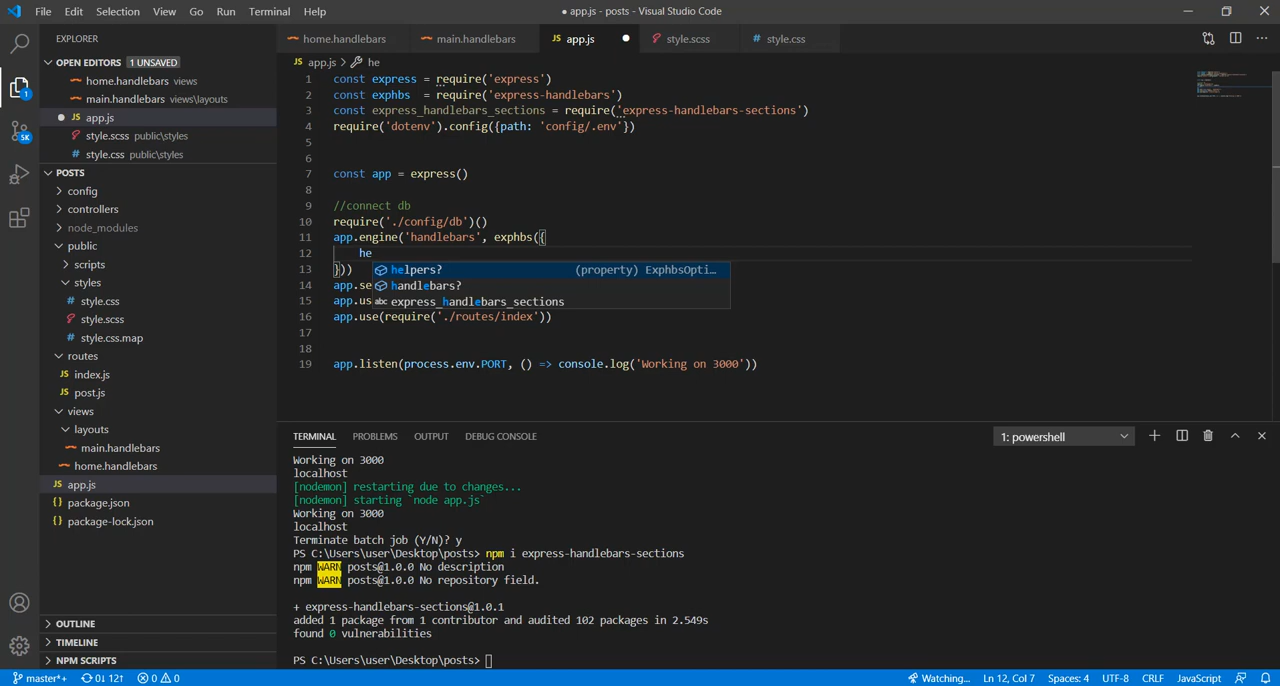 File Edit Selection View Go Run Terminal Help
● app.js - posts - Visual Studio Code
EXPLORER
OPEN EDITORS 1 UNSAVED
home.handlebars views
main.handlebars views\layouts
● JS app.js
style.scss public\styles
# style.css public\styles
POSTS
config
controllers
node_modules
public
scripts
styles
# style.css
style.scss
# style.css.map
routes
JS index.js
JS post.js
views
layouts
main.handlebars
home.handlebars
JS app.js
{} package.json
{} package-lock.json
OUTLINE
TIMELINE
NPM SCRIPTS
1
5K
home.handlebars
main.handlebars
JS app.js ●
style.scss
# style.css
JS app.js > he
1 const express = require('express')
2 const exphbs  = require('express-handlebars')
3 const express_handlebars_sections = require('express-handlebars-sections')
4 require('dotenv').config({path: 'config/.env'})
5
6
7 const app = express()
8
9 //connect db
10 require('./config/db')()
11 app.engine('handlebars', exphbs({
12     he
13 }))
14 app.se
15 app.us
16 app.use(require('./routes/index'))
17
18
19 app.listen(process.env.PORT, () => console.log('Working on 3000'))
helpers? (property) ExphbsOpti…
handlebars?
abc express_handlebars_sections
TERMINAL PROBLEMS OUTPUT DEBUG CONSOLE
1: powershell
Working on 3000
localhost
[nodemon] restarting due to changes...
[nodemon] starting `node app.js`
Working on 3000
localhost
Terminate batch job (Y/N)? y
PS C:\Users\user\Desktop\posts> npm i express-handlebars-sections
npm WARN posts@1.0.0 No description
npm WARN posts@1.0.0 No repository field.
+ express-handlebars-sections@1.0.1
added 1 package from 1 contributor and audited 102 packages in 2.549s
found 0 vulnerabilities
PS C:\Users\user\Desktop\posts>
master*+ 0↓ 12↑ 0 0
Watching... Ln 12, Col 7 Spaces: 4 UTF-8 CRLF JavaScript